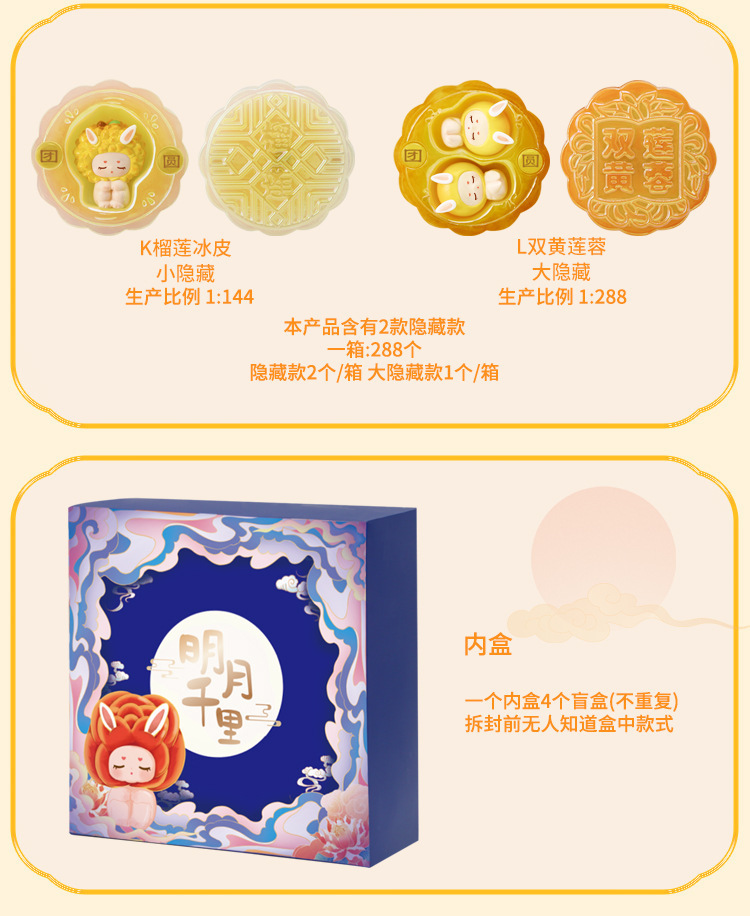 团
圆
榴
莲
团
圆
双黄
莲蓉
K榴莲冰皮
小隐藏
生产比例 1:144
L双黄莲蓉
大隐藏
生产比例 1:288
本产品含有2款隐藏款
一箱:288个
隐藏款2个/箱 大隐藏款1个/箱
明月
千里
内盒
一个内盒4个盲盒(不重复)
拆封前无人知道盒中款式